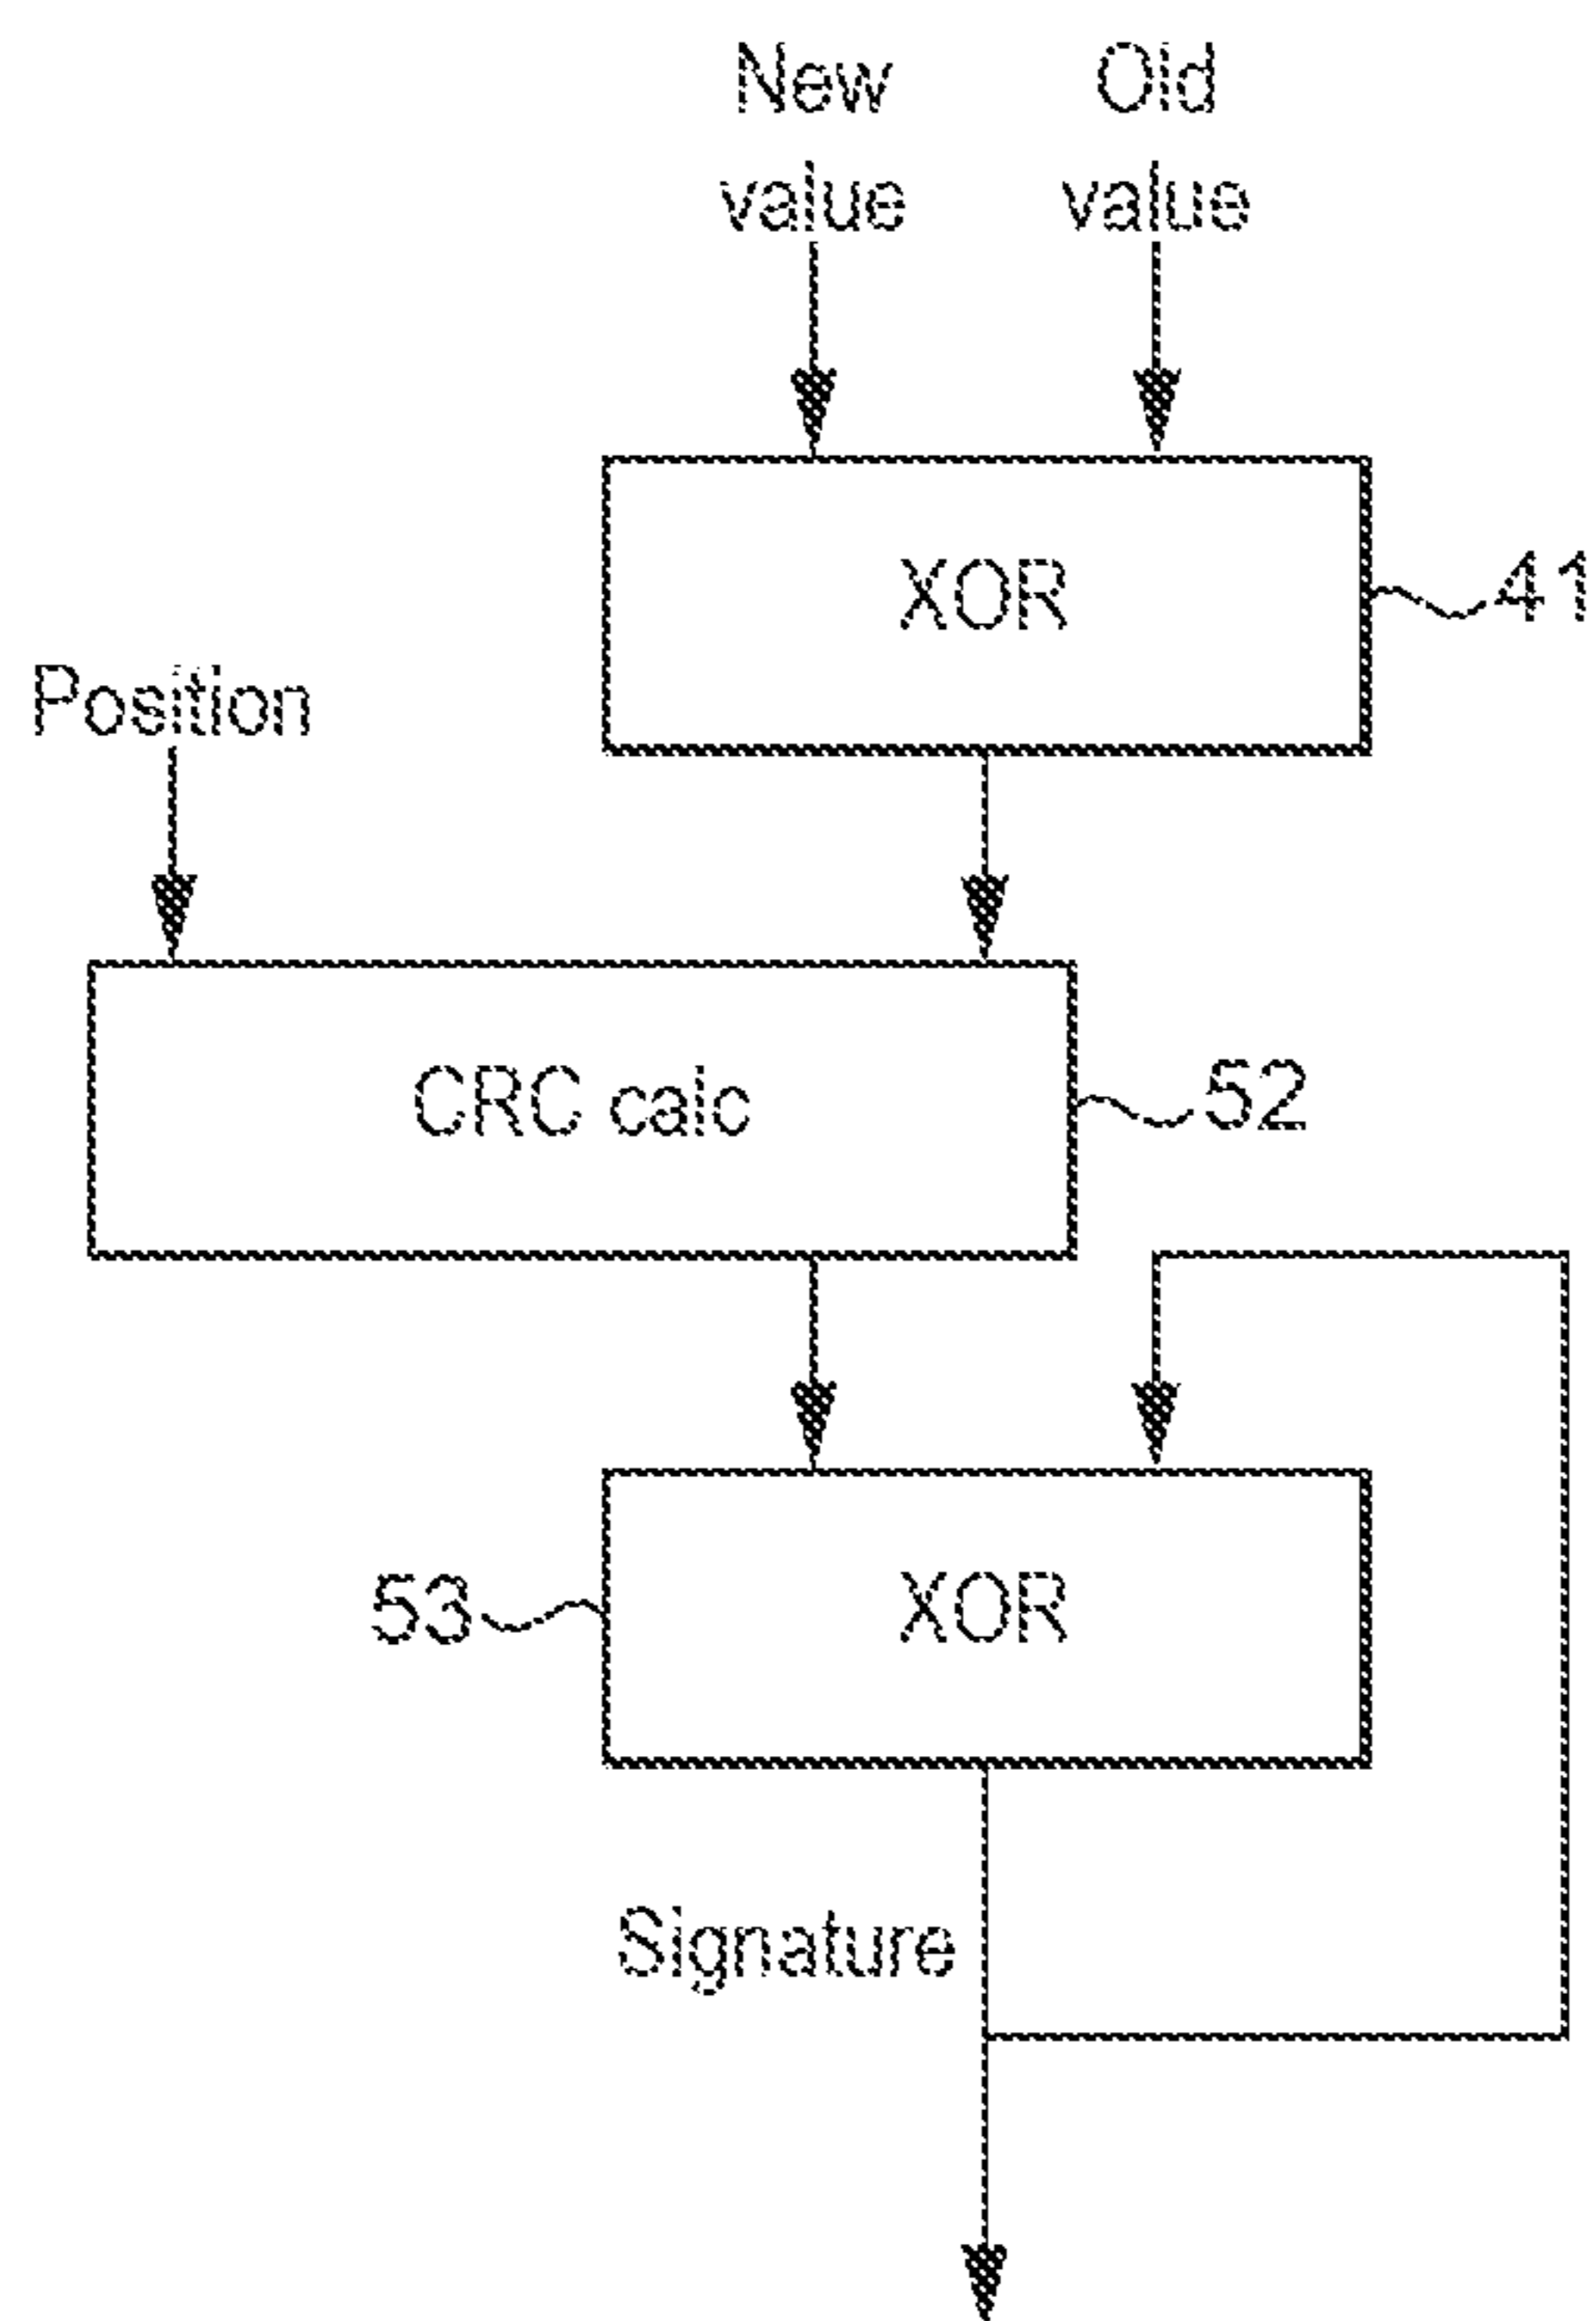 New Old
value value
XOR
41
Position
CRC calc
52
53
XOR
Signature